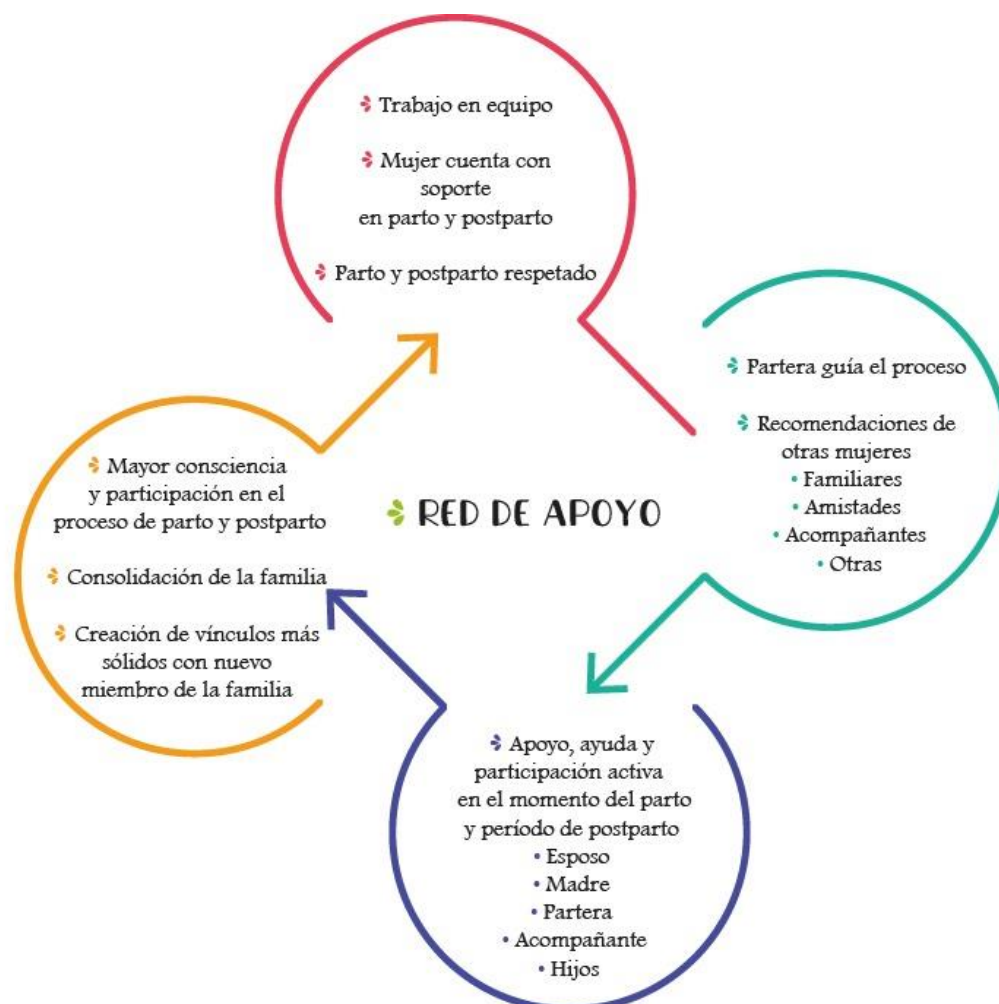 Trabajo en equipo
Mujer cuenta con
soporte
en parto y postparto
Parto y postparto respetado
Partera guía el proceso
Recomendaciones de
otras mujeres
• Familiares
• Amistades
• Acompañantes
• Otras
RED DE APOYO
Mayor consciencia
y participación en el
proceso de parto y postparto
Consolidación de la familia
Creación de vínculos más
sólidos con nuevo
miembro de la familia
Apoyo, ayuda y
participación activa
en el momento del parto
y período de postparto
• Esposo
• Madre
• Partera
• Acompañante
• Hijos